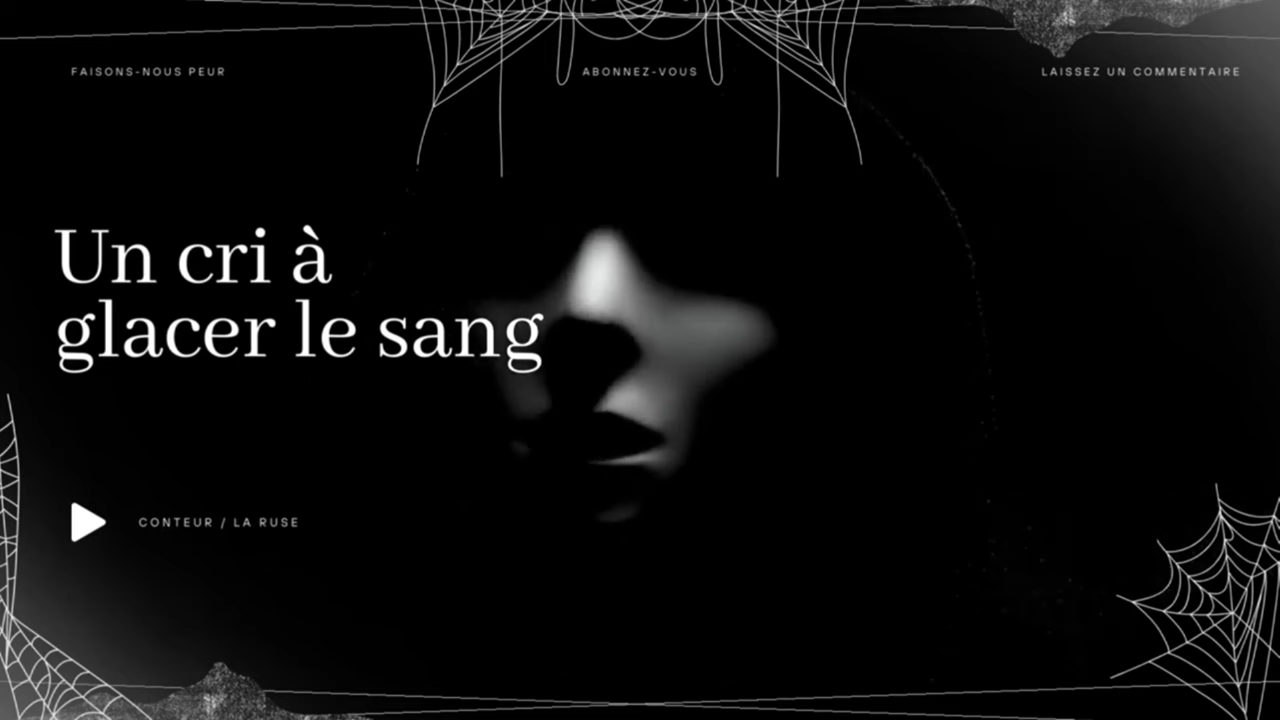 FAISONS-NOUS PEUR
ABONNEZ-VOUS
LAISSEZ UN COMMENTAIRE
Un cri à
glacer le sang
CONTEUR / LA RUSE